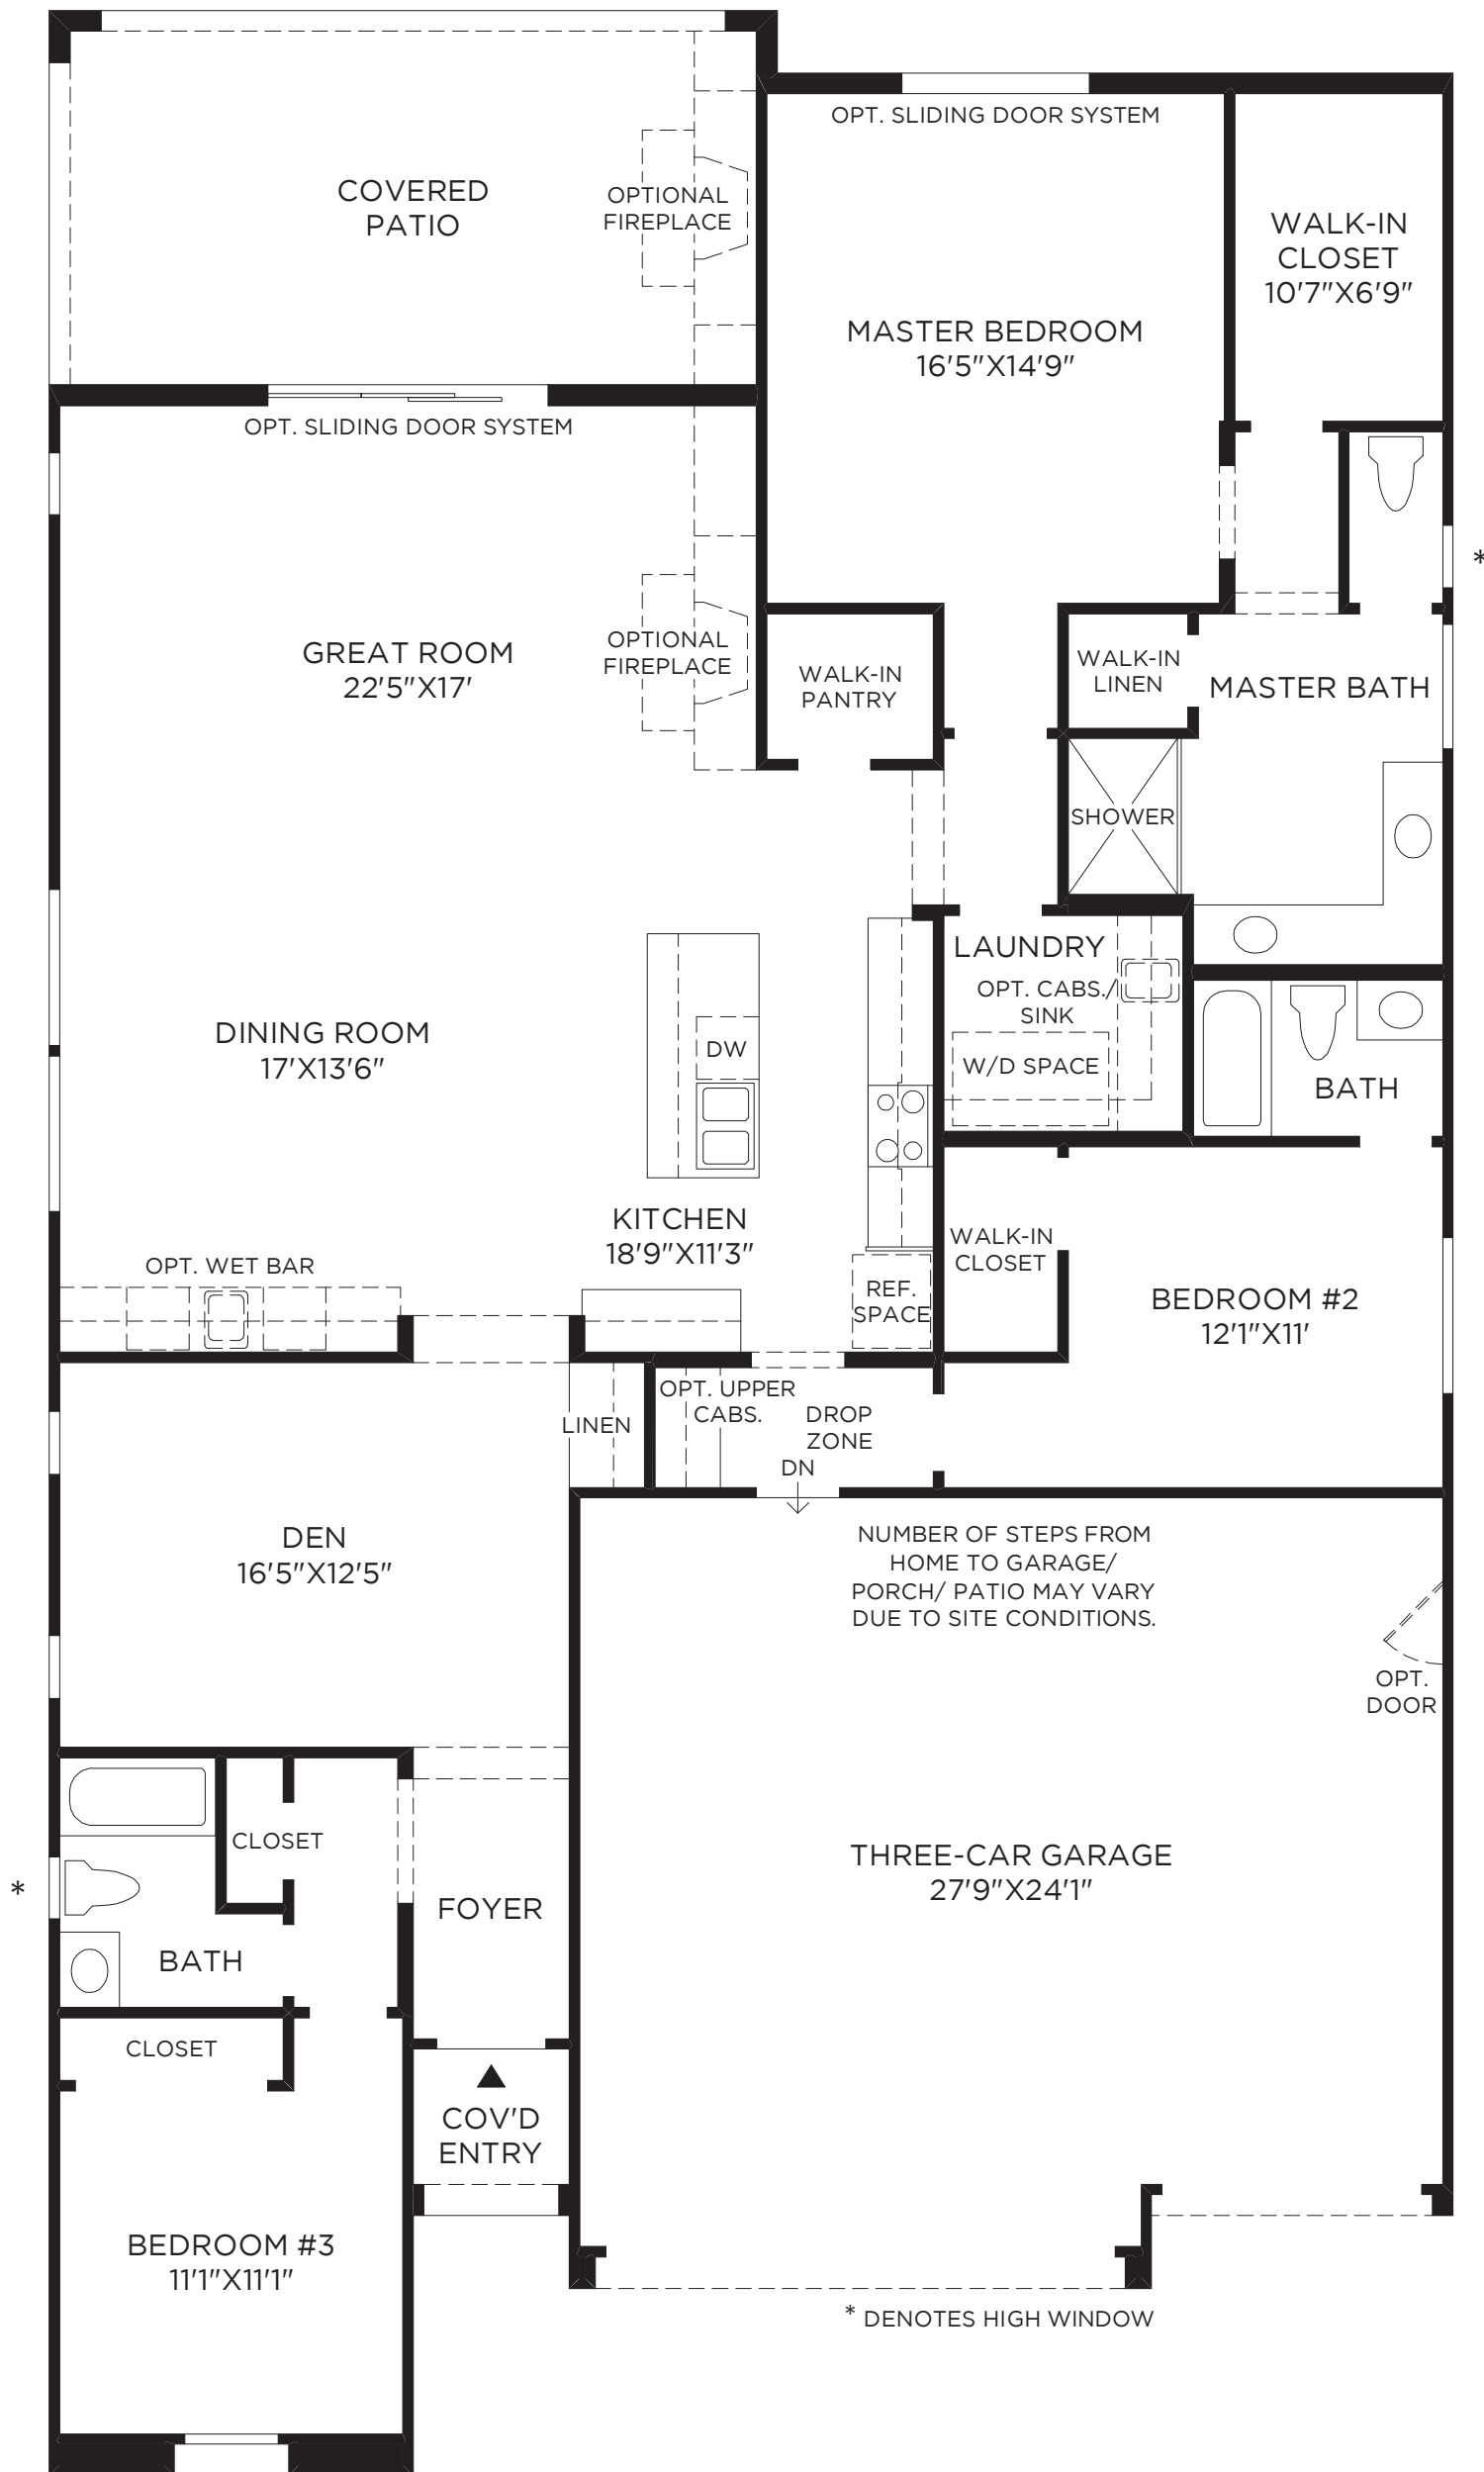 OPT. SLIDING DOOR SYSTEM
COVERED
PATIO
OPTIONAL
FIREPLACE
WALK-IN
CLOSET
10'7"X6'9"
MASTER BEDROOM
16'5"X14'9"
OPT. SLIDING DOOR SYSTEM
*
GREAT ROOM
22'5"X17'
OPTIONAL
FIREPLACE
WALK-IN
PANTRY
WALK-IN
LINEN
MASTER BATH
SHOWER
LAUNDRY
OPT. CABS./
SINK
W/D SPACE
DINING ROOM
17'X13'6"
DW
BATH
KITCHEN
18'9"X11'3"
WALK-IN
CLOSET
OPT. WET BAR
REF.
SPACE
BEDROOM #2
12'1"X11'
LINEN
OPT. UPPER
CABS.
DROP
ZONE
DN
DEN
16'5"X12'5"
NUMBER OF STEPS FROM
HOME TO GARAGE/
PORCH/ PATIO MAY VARY
DUE TO SITE CONDITIONS.
OPT.
DOOR
CLOSET
THREE-CAR GARAGE
27'9"X24'1"
*
FOYER
BATH
CLOSET
COV'D
ENTRY
BEDROOM #3
11'1"X11'1"
* DENOTES HIGH WINDOW